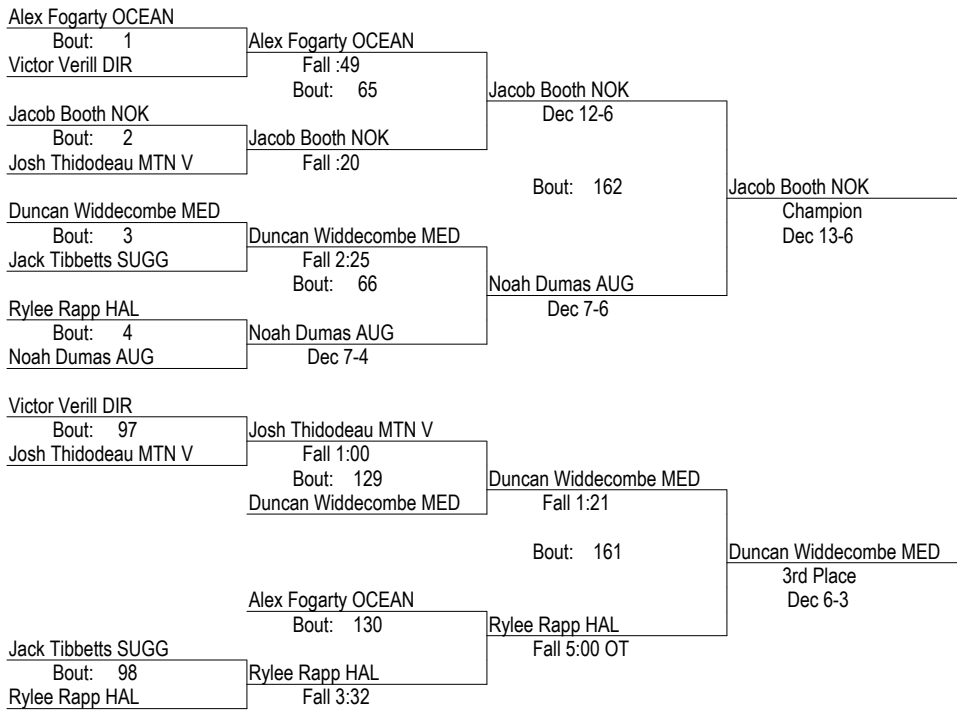 Alex Fogarty OCEAN
Bout: 1
Alex Fogarty OCEAN
Victor Verill DIR
Fall :49
Bout: 65
Jacob Booth NOK
Jacob Booth NOK
Dec 12-6
Bout: 2
Jacob Booth NOK
Josh Thidodeau MTN V
Fall :20
Bout: 162
Jacob Booth NOK
Duncan Widdecombe MED
Champion
Bout: 3
Duncan Widdecombe MED
Dec 13-6
Jack Tibbetts SUGG
Fall 2:25
Bout: 66
Noah Dumas AUG
Rylee Rapp HAL
Dec 7-6
Bout: 4
Noah Dumas AUG
Noah Dumas AUG
Dec 7-4
Victor Verill DIR
Bout: 97
Josh Thidodeau MTN V
Josh Thidodeau MTN V
Fall 1:00
Bout: 129
Duncan Widdecombe MED
Duncan Widdecombe MED
Fall 1:21
Bout: 161
Duncan Widdecombe MED
3rd Place
Alex Fogarty OCEAN
Dec 6-3
Bout: 130
Rylee Rapp HAL
Jack Tibbetts SUGG
Fall 5:00 OT
Bout: 98
Rylee Rapp HAL
Rylee Rapp HAL
Fall 3:32